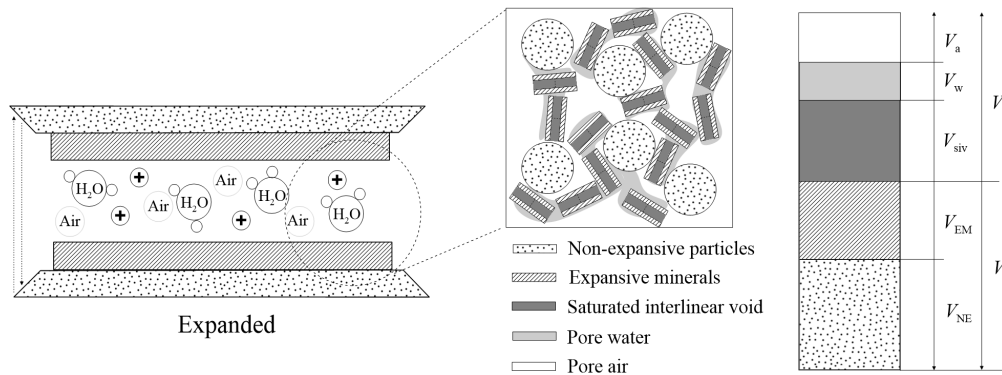 H₂O
+
Air
H₂O
Air
H₂O
+
Air
+
Air
+
H₂O
Expanded
Non-expansive particles
Expansive minerals
Saturated interlinear void
Pore water
Pore air
Va
Vw
Vsiv
VEM
VNE
V
V